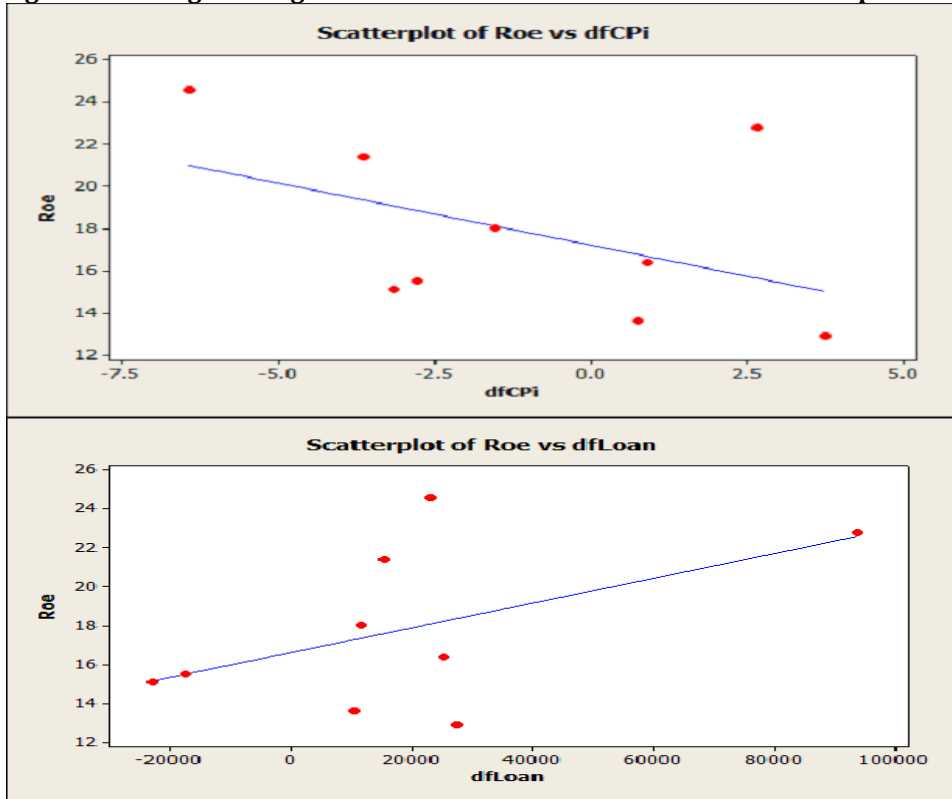 Scatterplot of Roe vs dfCPi
26
24
22
20
18
16
14
12
Roe
-7.5 -5.0 -2.5 0.0 2.5 5.0
dfCPi
Scatterplot of Roe vs dfLoan
26
24
22
20
18
16
14
12
Roe
-20000 0 20000 40000 60000 80000 100000
dfLoan